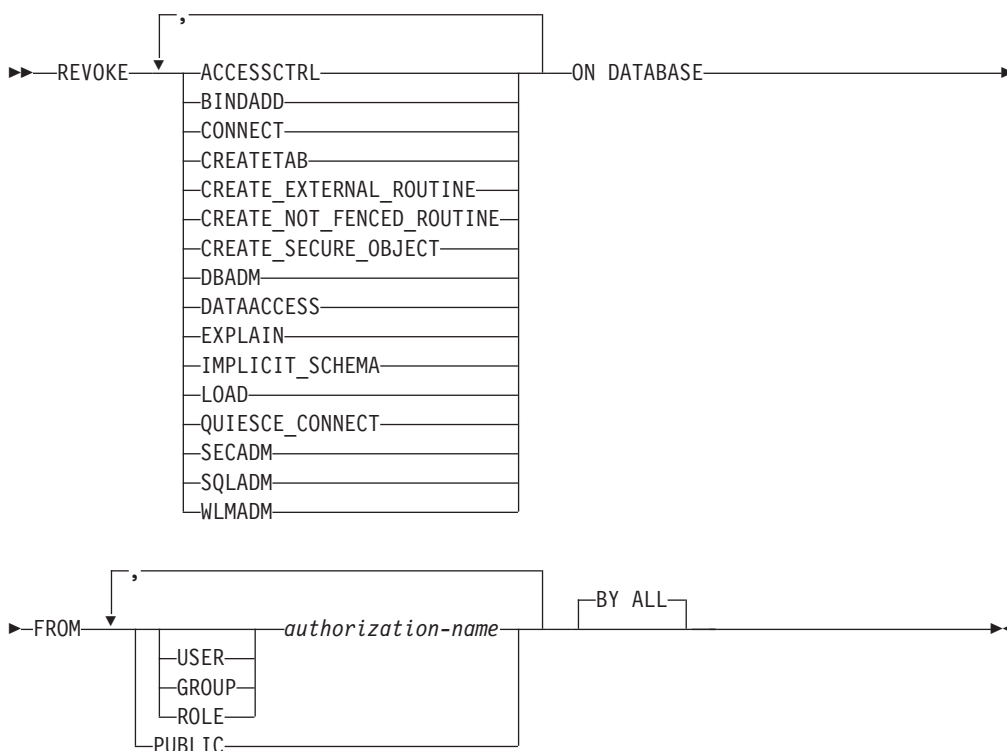 ,
REVOKE ACCESSCTRL ON DATABASE
BINDADD
CONNECT
CREATETAB
CREATE_EXTERNAL_ROUTINE
CREATE_NOT_FENCED_ROUTINE
CREATE_SECURE_OBJECT
DBADM
DATAACCESS
EXPLAIN
IMPLICIT_SCHEMA
LOAD
QUIESCE_CONNECT
SECADM
SQLADM
WLMADM
,
BY ALL
FROM authorization-name
USER
GROUP
ROLE
PUBLIC